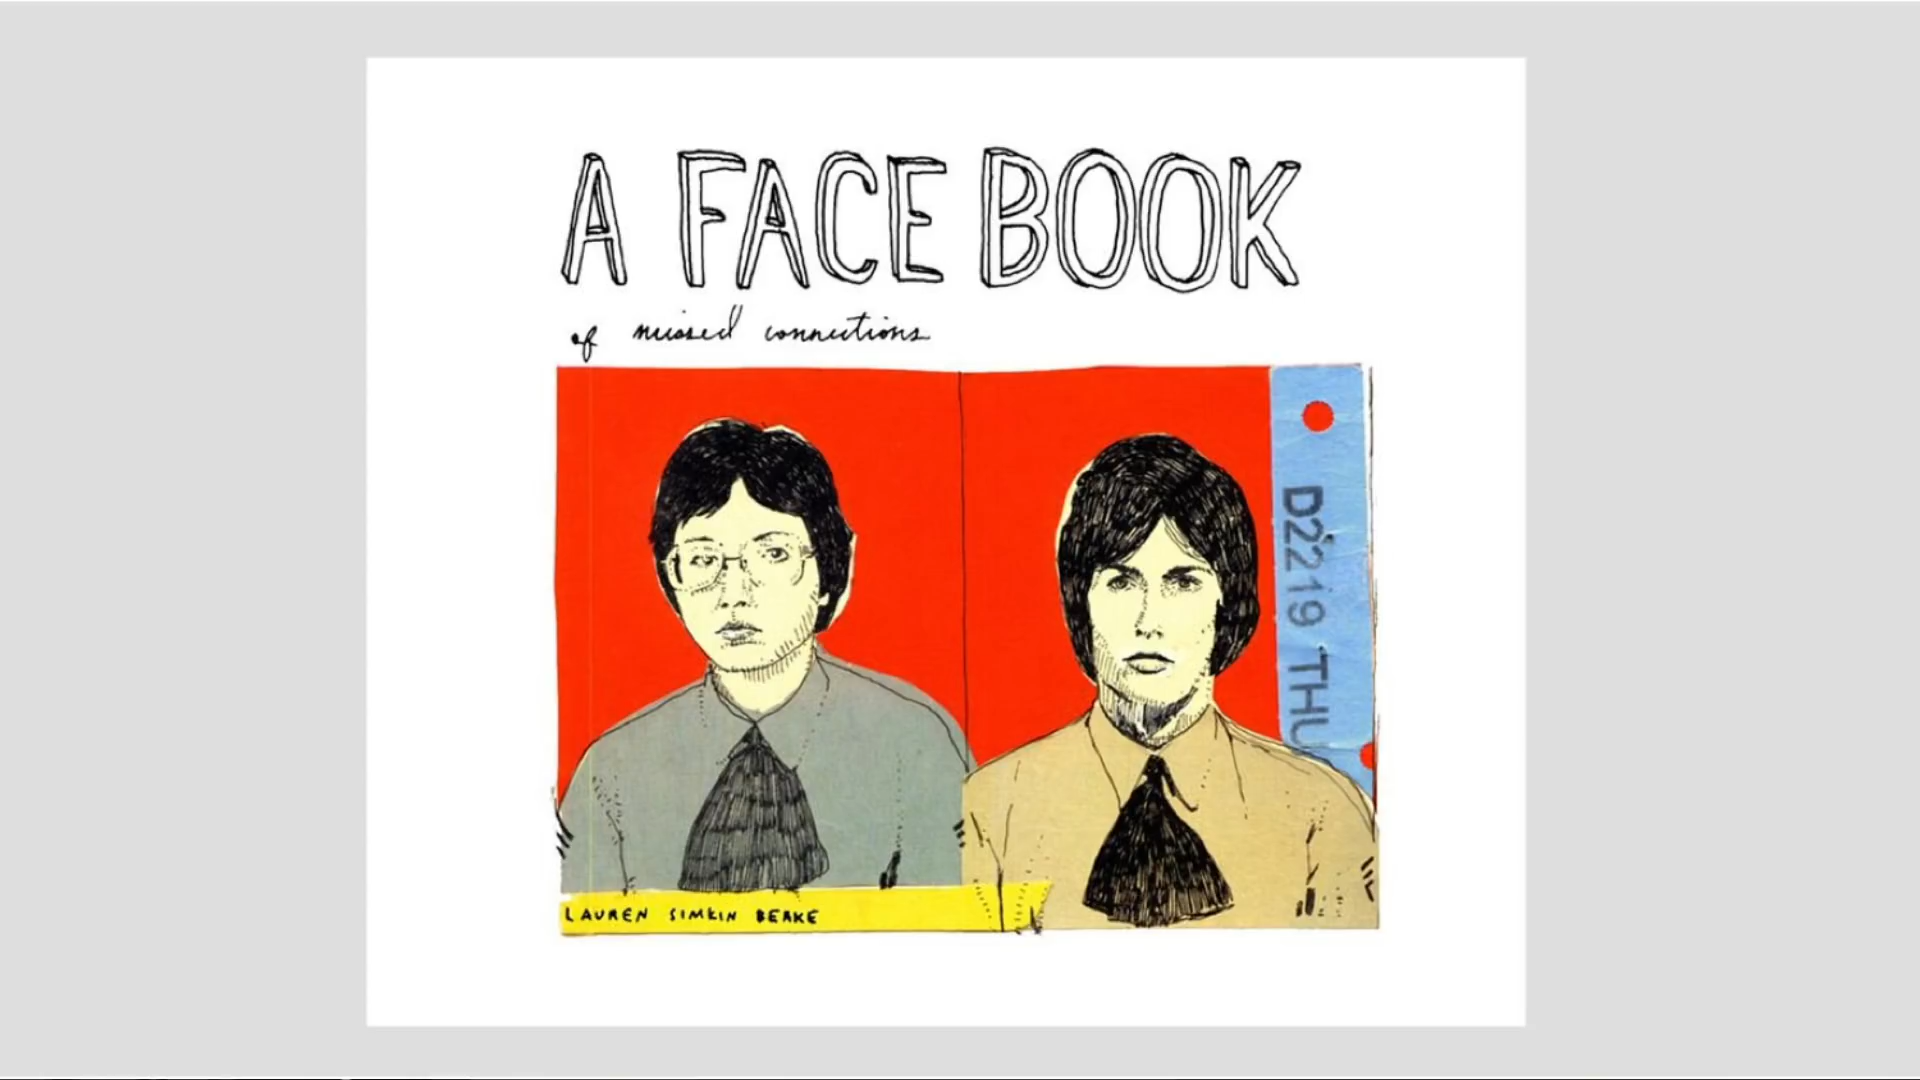 A FACE BOOK
of missed connections
D2219 THU
LAUREN SIMKIN BERKE